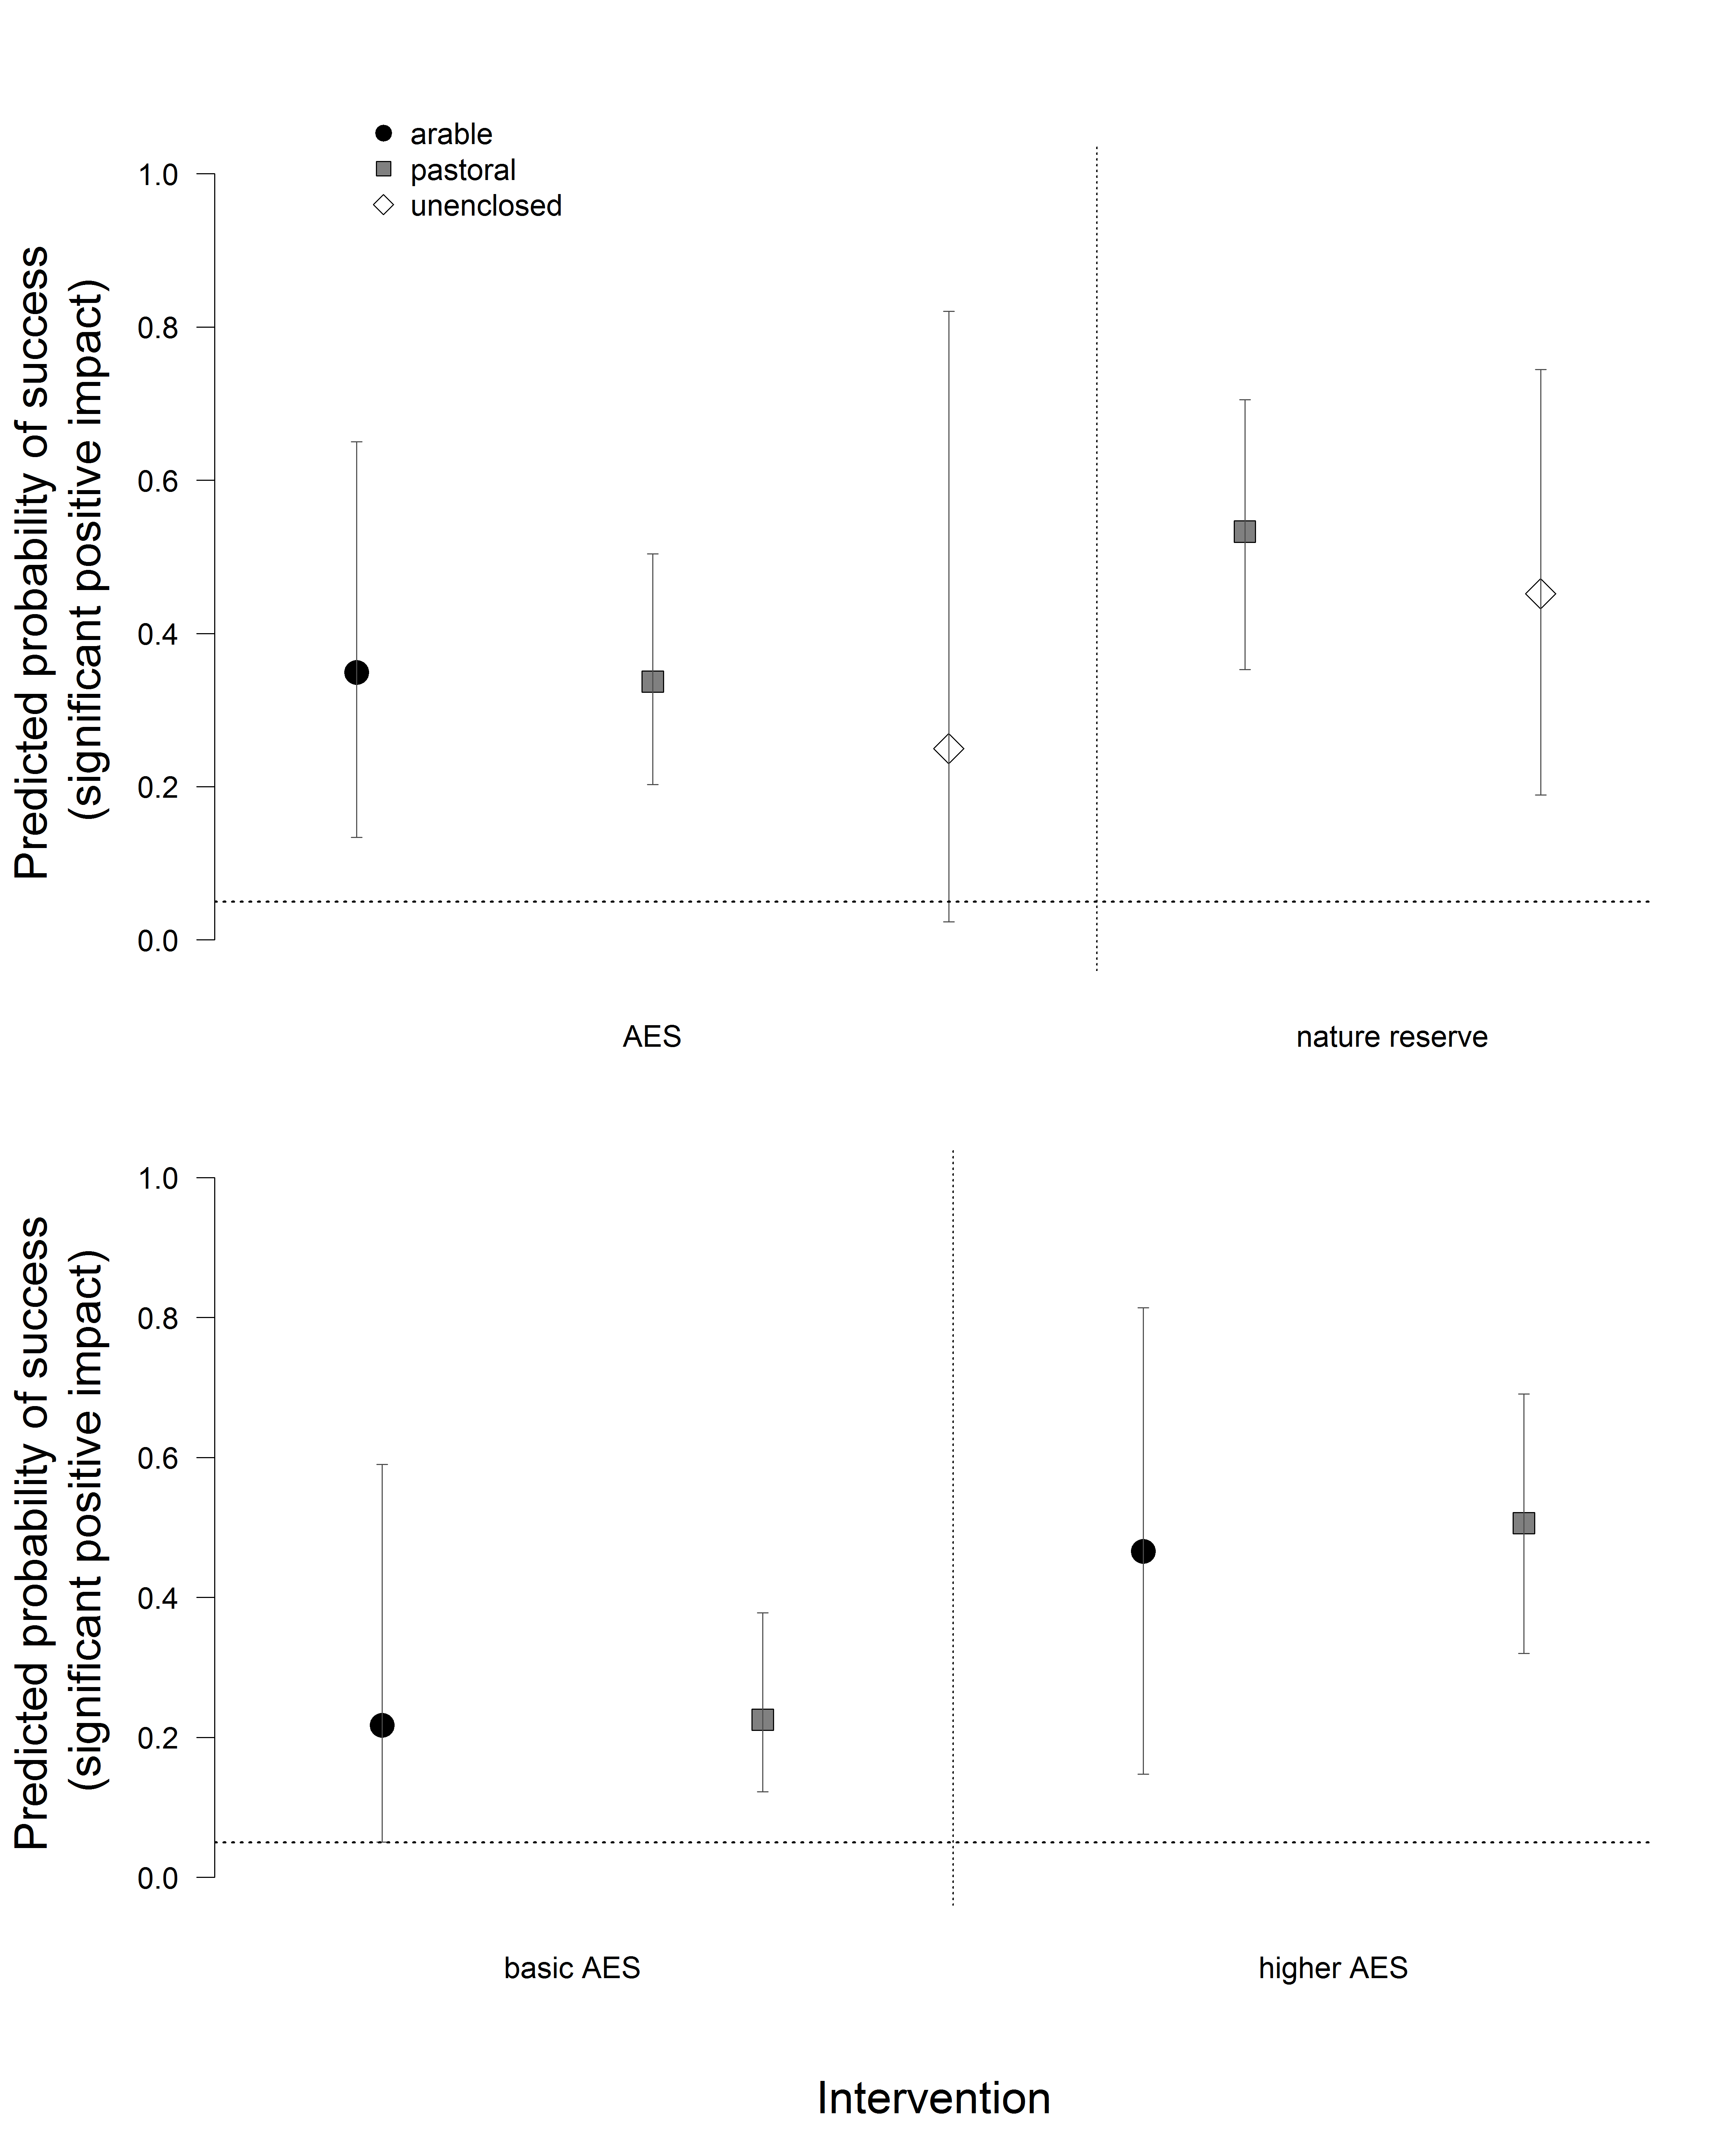 arable
pastoral
unenclosed
Predicted probability of success
(significant positive impact)
1.0
0.8
0.6
0.4
0.2
0.0
AES
nature reserve
Predicted probability of success
(significant positive impact)
1.0
0.8
0.6
0.4
0.2
0.0
basic AES
higher AES
Intervention